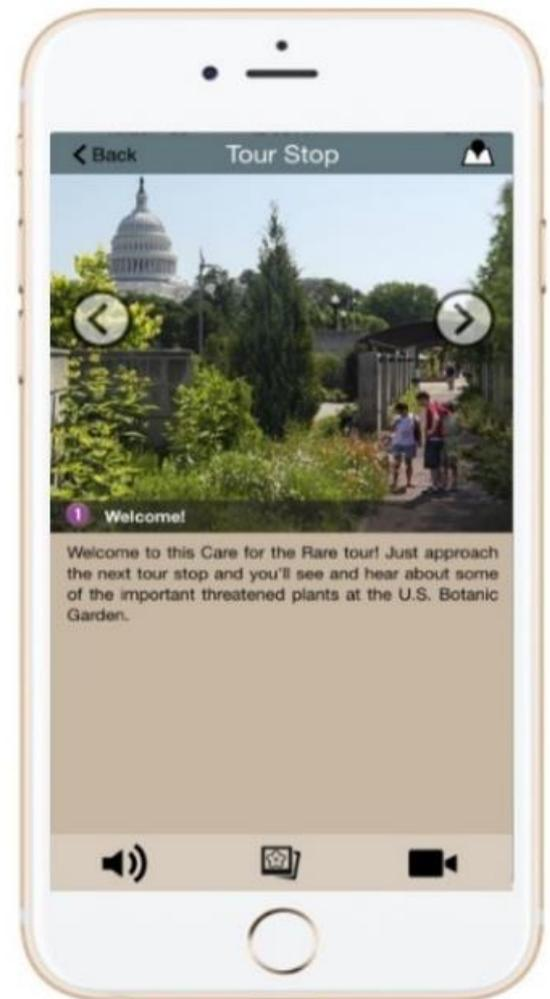 Back Tour Stop
1 Welcome!
Welcome to this Care for the Rare tour! Just approach
the next tour stop and you'll see and hear about some
of the important threatened plants at the U.S. Botanic
Garden.